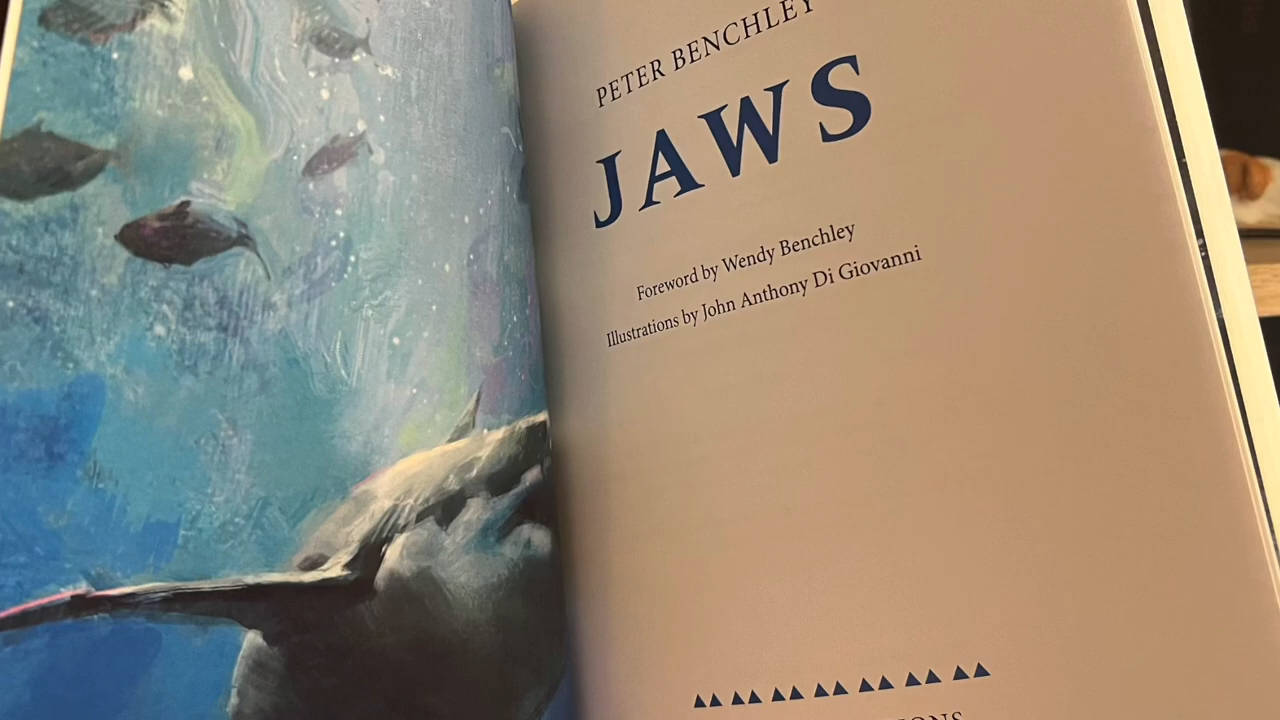 PETER BENCHLEY
JAWS
Foreword by Wendy Benchley
Illustrations by John Anthony Di Giovanni